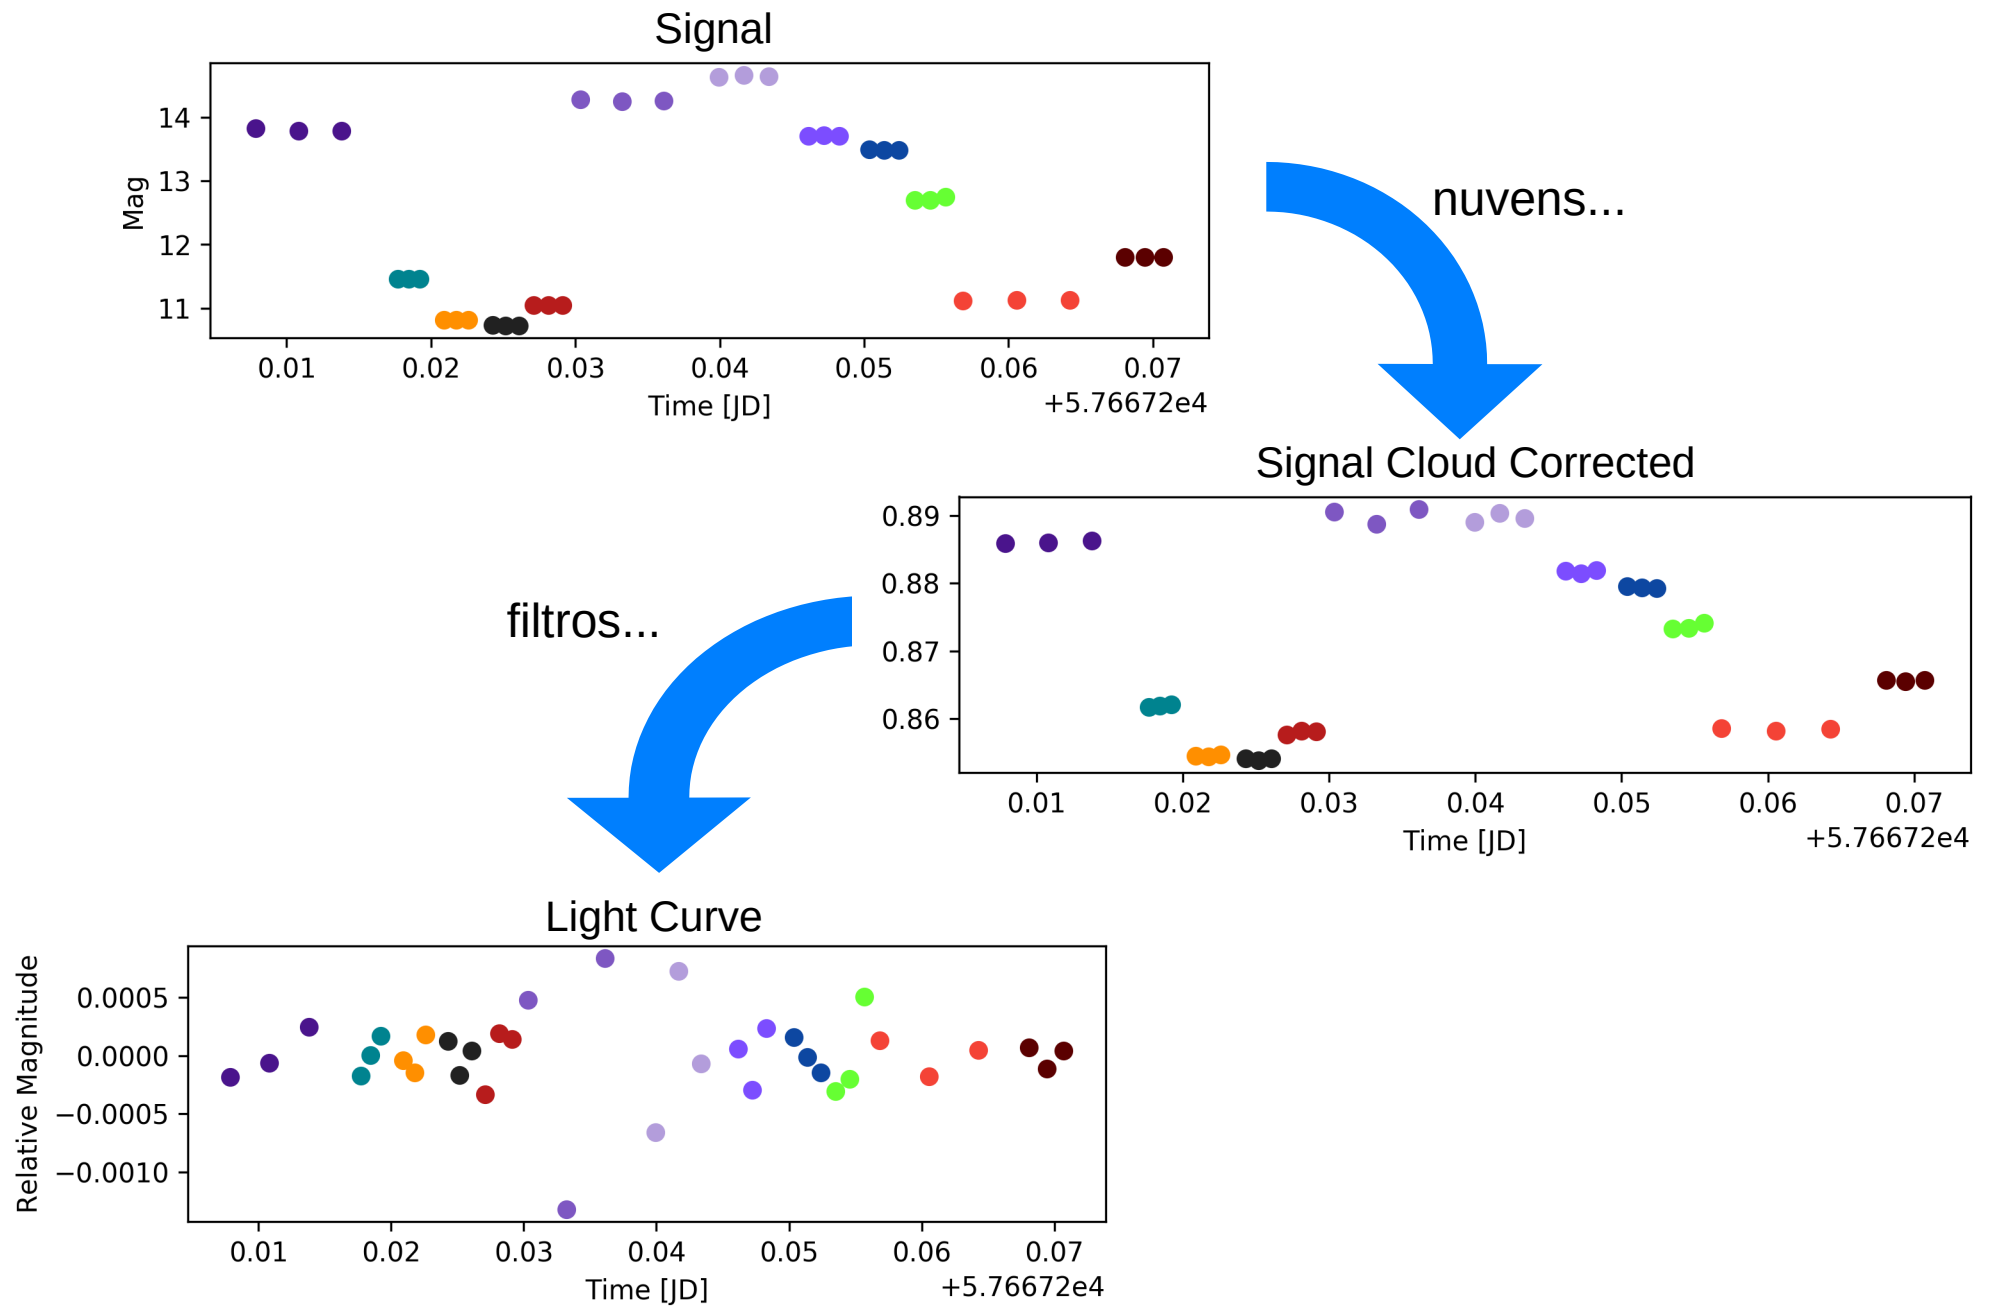 Signal
14
13
12
11
Mag
0.01 0.02 0.03 0.04 0.05 0.06 0.07
Time [JD]
+5.76672e4
nuvens...
Signal Cloud Corrected
0.89
0.88
0.87
0.86
0.01 0.02 0.03 0.04 0.05 0.06 0.07
Time [JD]
+5.76672e4
filtros...
Light Curve
0.0005
0.0000
−0.0005
−0.0010
Relative Magnitude
0.01 0.02 0.03 0.04 0.05 0.06 0.07
Time [JD]
+5.76672e4